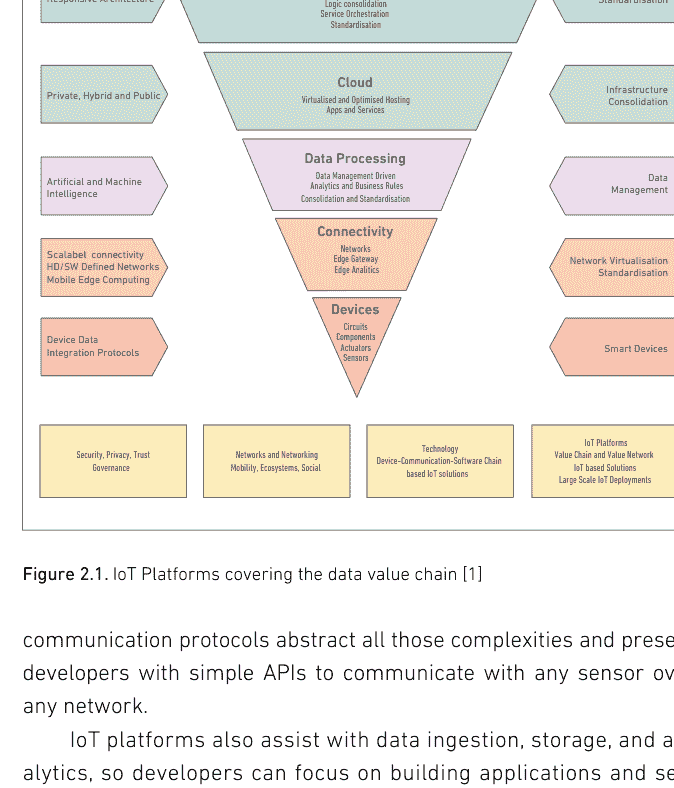 Responsive Architecture
Logic consolidation
Service Orchestration
Standardisation
Standardisation
Private, Hybrid and Public
Cloud
Virtualised and Optimised Hosting
Apps and Services
Infrastructure
Consolidation
Artificial and Machine
Intelligence
Data Processing
Data Management Driven
Analytics and Business Rules
Consolidation and Standardisation
Data
Management
Scalabel connectivity
HD/SW Defined Networks
Mobile Edge Computing
Connectivity
Networks
Edge Gateway
Edge Analitics
Network Virtualisation
Standardisation
Device Data
Integration Protocols
Devices
Circuits
Components
Actuators
Sensors
Smart Devices
Security, Privacy, Trust
Governance
Networks and Networking
Mobility, Ecosystems, Social
Technology
Device-Communication-Software Chain
based IoT solutions
IoT Platforms
Value Chain and Value Network
IoT based Solutions
Large Scale IoT Deployments
Figure 2.1. IoT Platforms covering the data value chain [1]
communication protocols abstract all those complexities and prese
developers with simple APIs to communicate with any sensor ov
any network.
IoT platforms also assist with data ingestion, storage, and a
alytics, so developers can focus on building applications and se